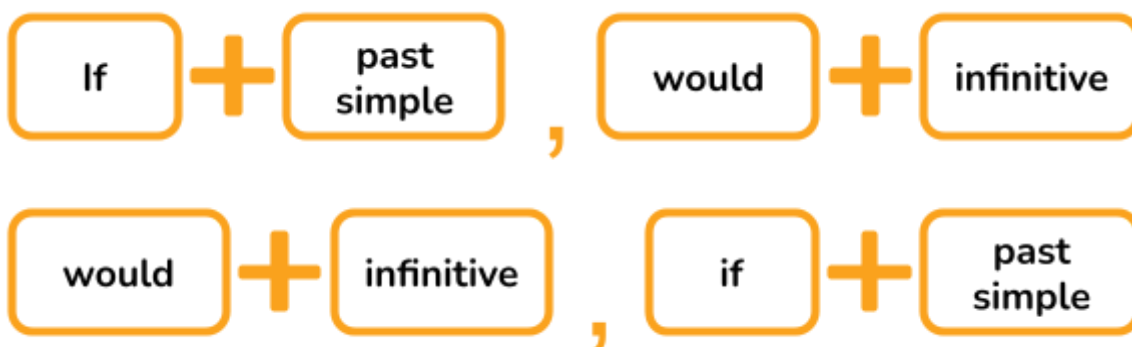 If + past simple , would + infinitive
would + infinitive , if + past simple